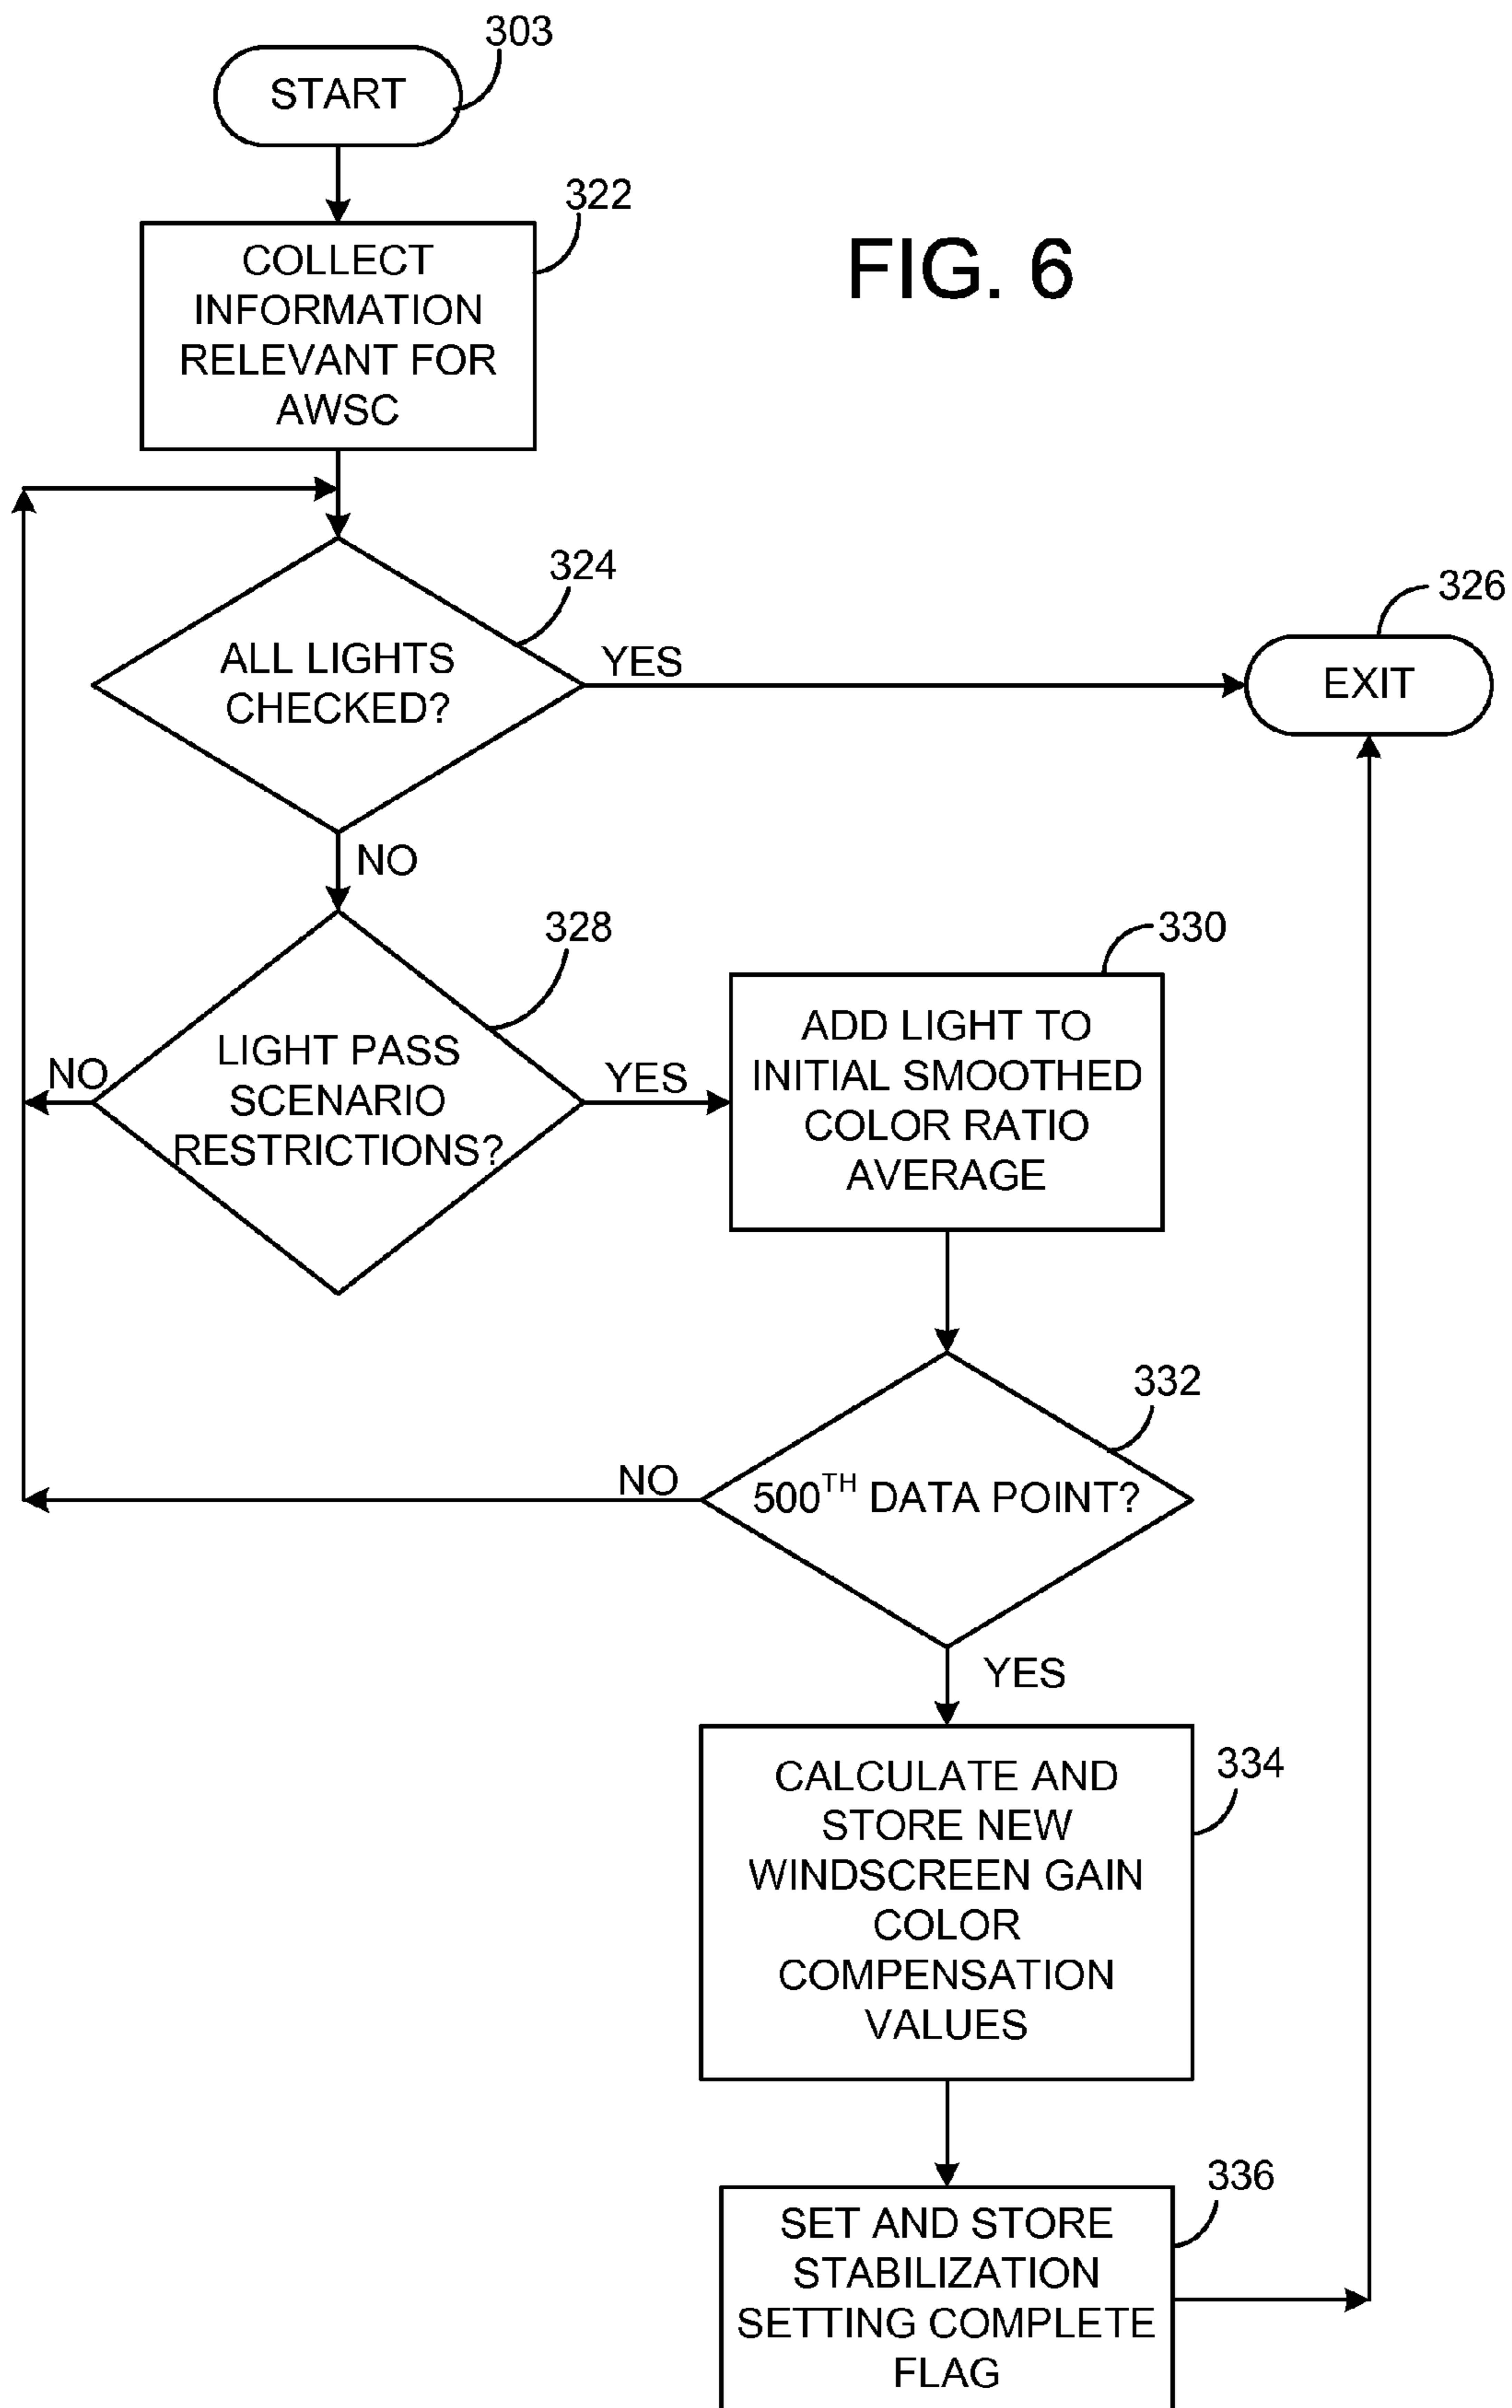 303
START
322
COLLECT
INFORMATION
RELEVANT FOR
AWSC
FIG. 6
324
ALL LIGHTS
CHECKED?
YES
326
EXIT
NO
328
LIGHT PASS
SCENARIO
RESTRICTIONS?
NO
YES
330
ADD LIGHT TO
INITIAL SMOOTHED
COLOR RATIO
AVERAGE
332
500TH DATA POINT?
NO
YES
334
CALCULATE AND
STORE NEW
WINDSCREEN GAIN
COLOR
COMPENSATION
VALUES
336
SET AND STORE
STABILIZATION
SETTING COMPLETE
FLAG